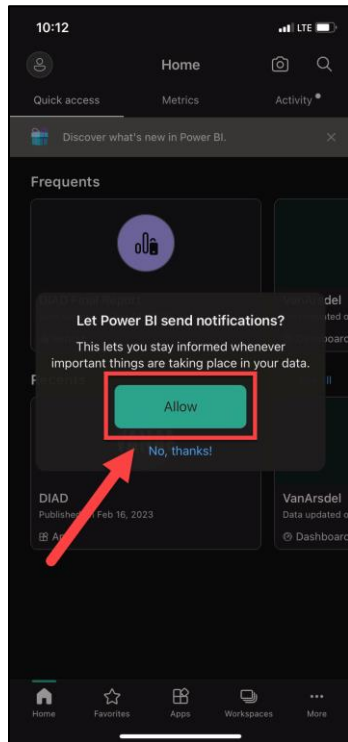 10:12
LTE
Home
Quick access
Metrics
Activity
Discover what's new in Power BI.
Frequents
Let Power BI send notifications?
This lets you stay informed whenever
important things are taking place in your data.
Allow
No, thanks!
DIAD
Published Feb 16, 2023
VanArsdel
Data updated
Dashboard
Home
Favorites
Apps
Workspaces
More